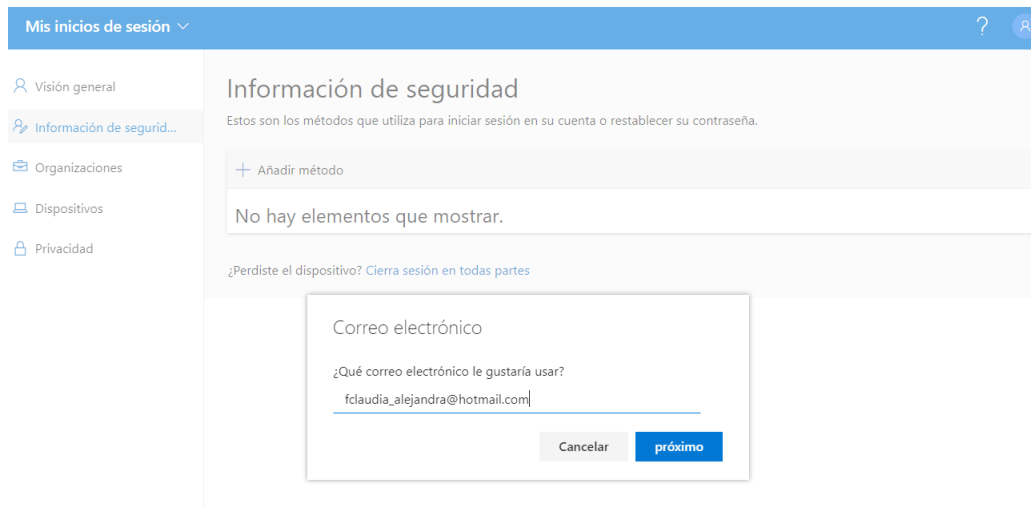 Mis inicios de sesión
?
Visión general
Información de segurid...
Organizaciones
Dispositivos
Privacidad
Información de seguridad
Estos son los métodos que utiliza para iniciar sesión en su cuenta o restablecer su contraseña.
Añadir método
No hay elementos que mostrar.
¿Perdiste el dispositivo? Cierra sesión en todas partes
Correo electrónico
¿Qué correo electrónico le gustaría usar?
fclaudia_alejandra@hotmail.com
Cancelar próximo